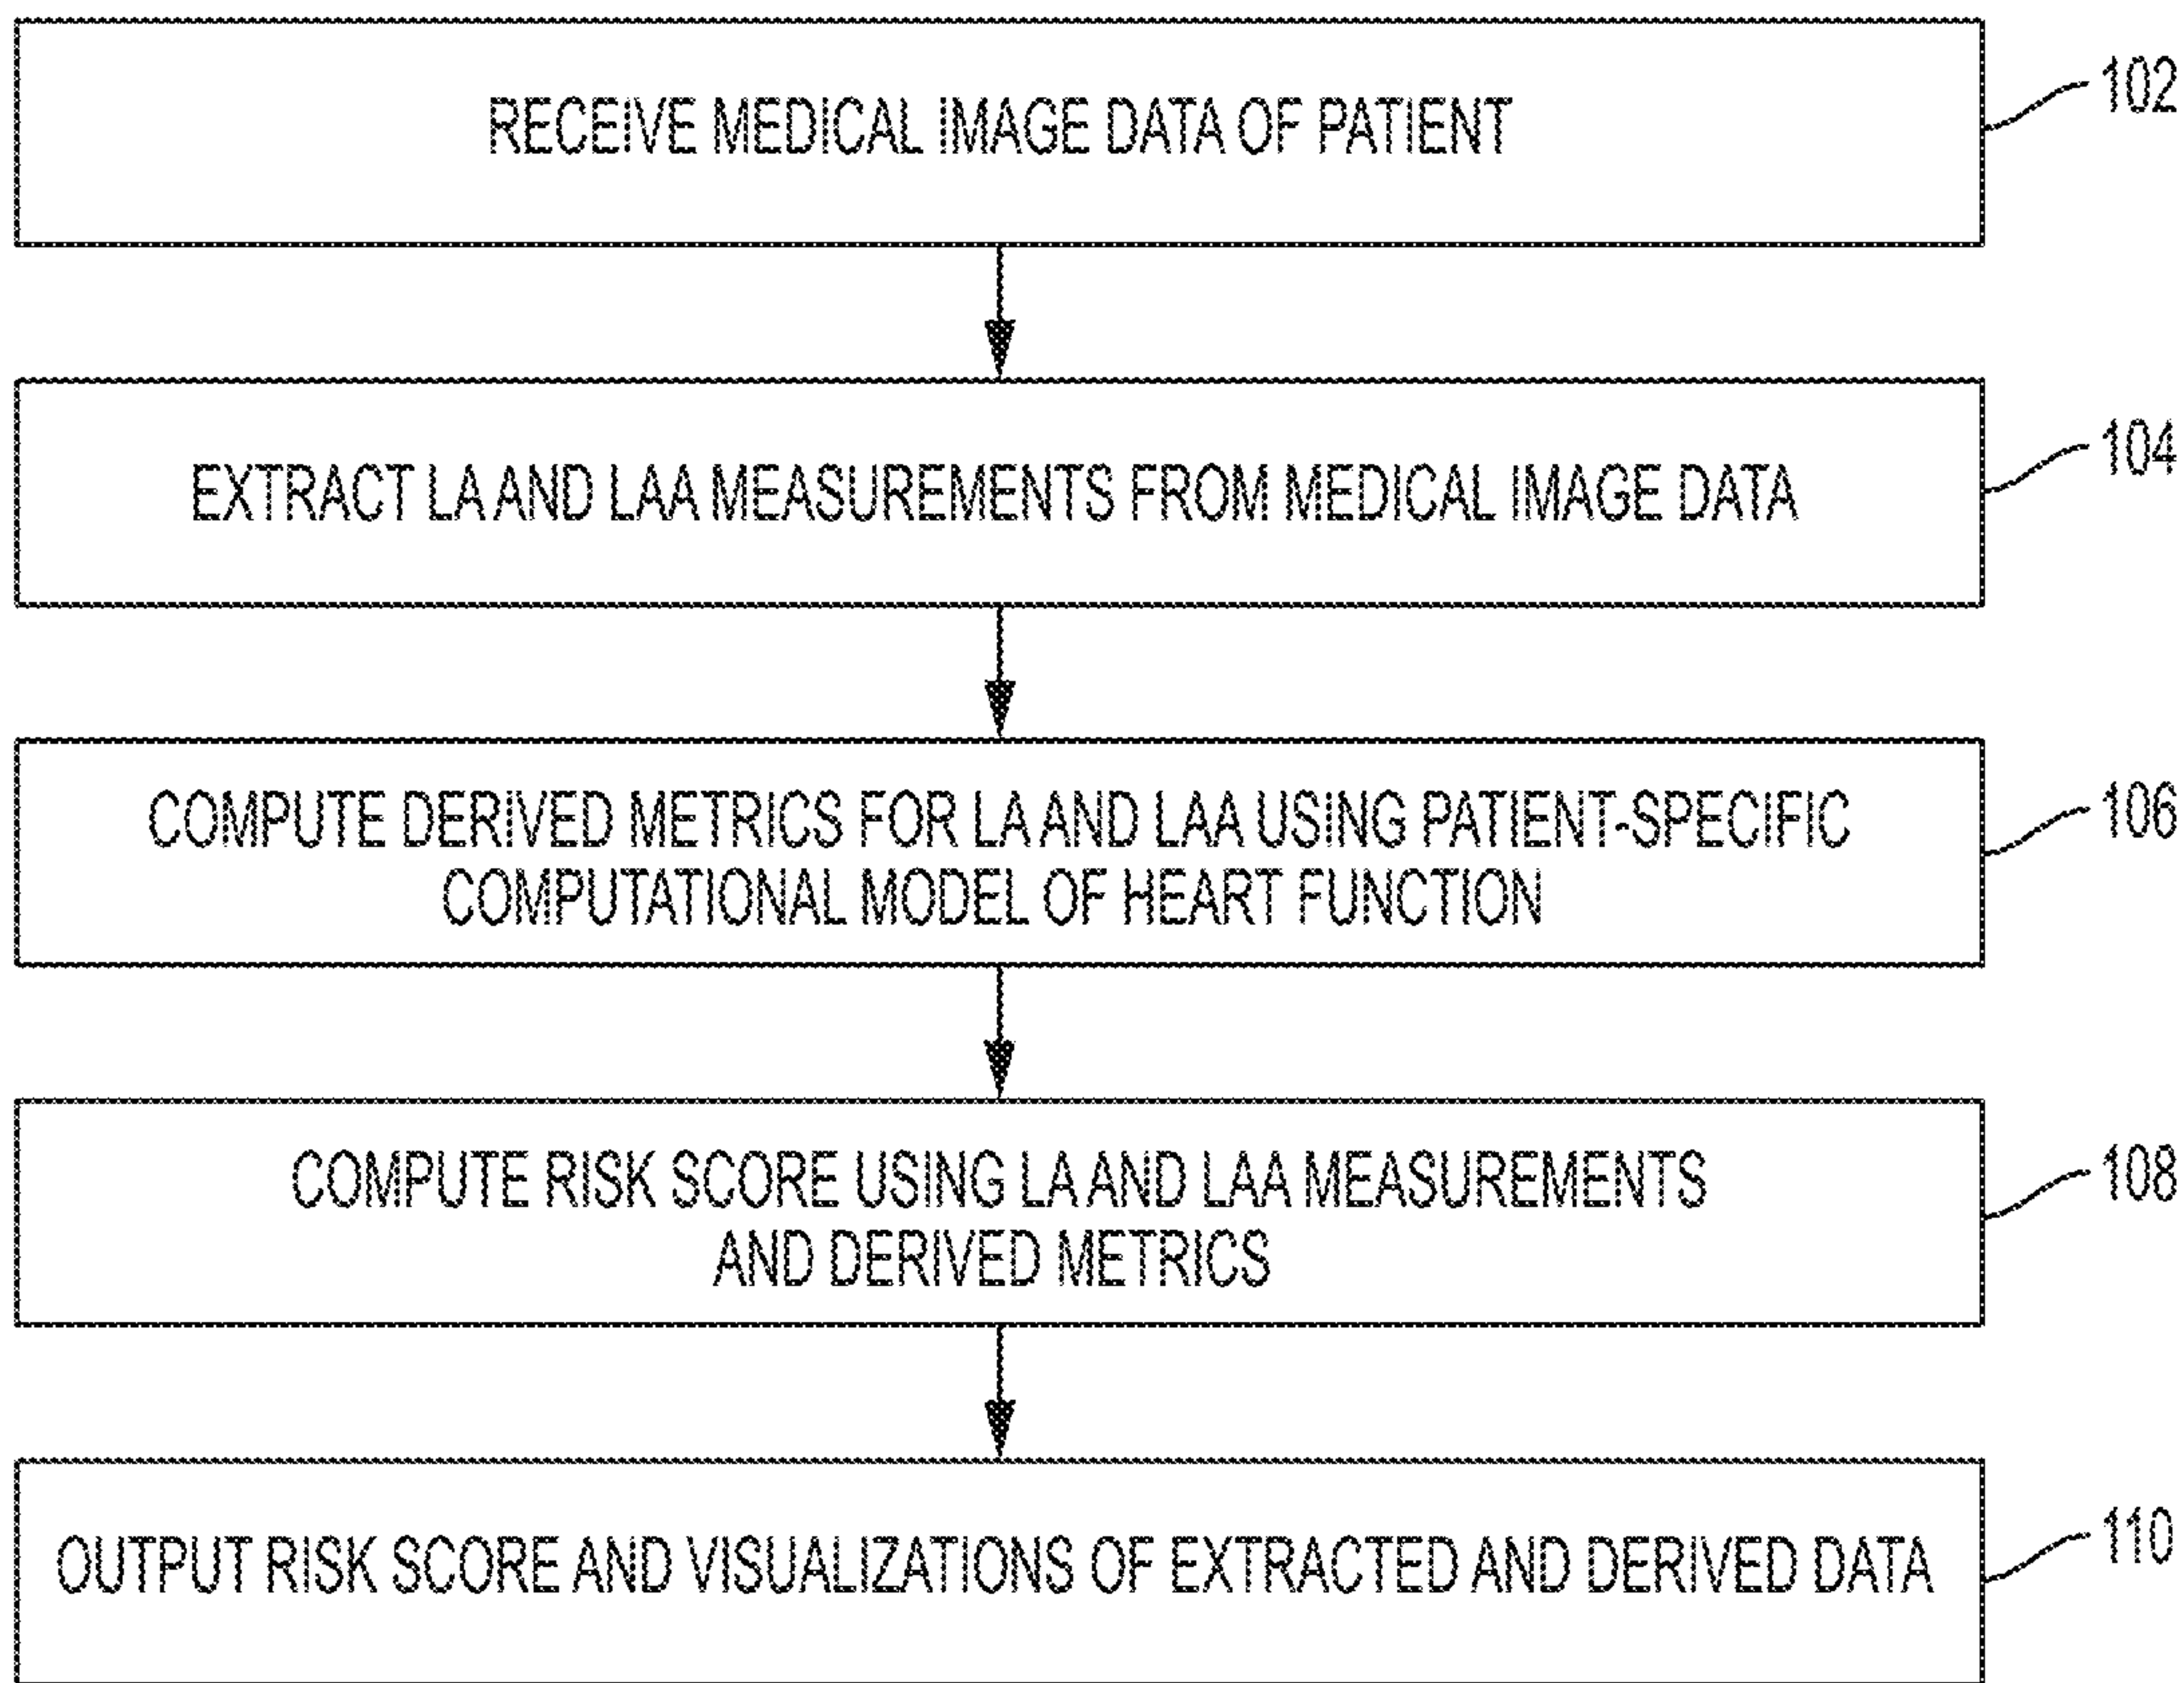 RECEIVE MEDICAL IMAGE DATA OF PATIENT
102
EXTRACT LA AND LAA MEASUREMENTS FROM MEDICAL IMAGE DATA
104
COMPUTE DERIVED METRICS FOR LA AND LAA USING PATIENT-SPECIFIC
COMPUTATIONAL MODEL OF HEART FUNCTION
106
COMPUTE RISK SCORE USING LA AND LAA MEASUREMENTS
AND DERIVED METRICS
108
OUTPUT RISK SCORE AND VISUALIZATIONS OF EXTRACTED AND DERIVED DATA
110